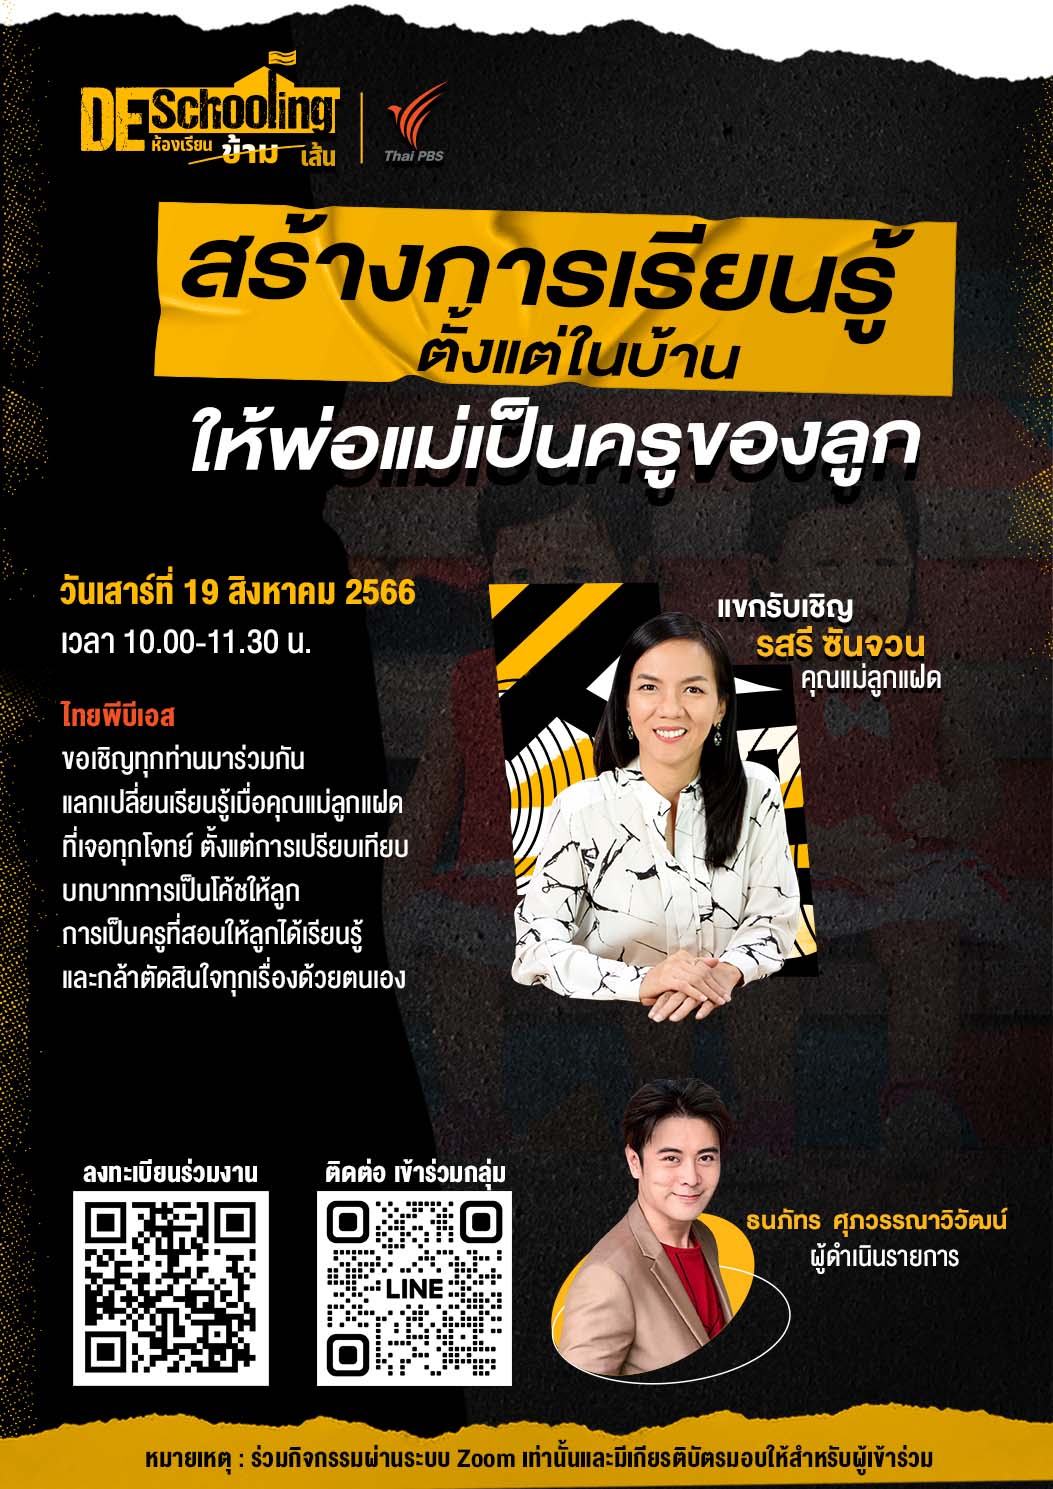 DESchooling
ห้องเรียน ข้าม เส้น
Thai PBS
สร้างการเรียนรู้
ตั้งแต่ในบ้าน
ให้พ่อแม่เป็นครูของลูก
วันเสาร์ที่ 19 สิงหาคม 2566
เวลา 10.00-11.30 น.
แขกรับเชิญ
รสรี ซันจวน
คุณแม่ลูกแฝด
ไทยพีบีเอส
ขอเชิญทุกท่านมาร่วมกัน
แลกเปลี่ยนเรียนรู้เมื่อคุณแม่ลูกแฝด
ที่เจอทุกโจทย์ ตั้งแต่การเปรียบเทียบ
บทบาทการเป็นโค้ชให้ลูก
การเป็นครูที่สอนให้ลูกได้เรียนรู้
และกล้าตัดสินใจทุกเรื่องด้วยตนเอง
ลงทะเบียนร่วมงาน
ติดต่อ เข้าร่วมกลุ่ม
LINE
ธนภัทร ศุภวรรณาวิวัฒน์
ผู้ดำเนินรายการ
หมายเหตุ : ร่วมกิจกรรมผ่านระบบ Zoom เท่านั้นและมีเกียรติบัตรมอบให้สำหรับผู้เข้าร่วม